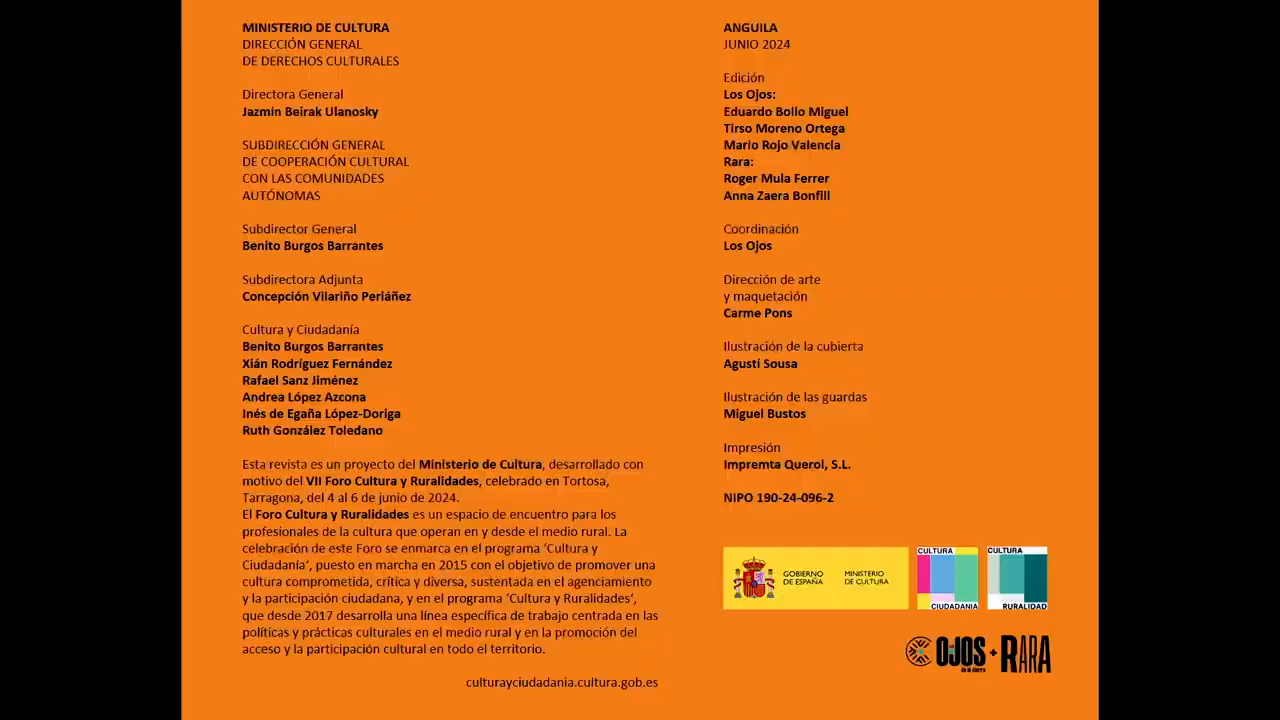 MINISTERIO DE CULTURA
DIRECCIÓN GENERAL
DE DERECHOS CULTURALES
Directora General
Jazmín Beirak Ulanosky
SUBDIRECCIÓN GENERAL
DE COOPERACIÓN CULTURAL
CON LAS COMUNIDADES
AUTÓNOMAS
Subdirector General
Benito Burgos Barrantes
Subdirectora Adjunta
Concepción Vilariño Periáñez
Cultura y Ciudadanía
Benito Burgos Barrantes
Xián Rodríguez Fernández
Rafael Sanz Jiménez
Andrea López Azcona
Inés de Egaña López-Doriga
Ruth González Toledano
Esta revista es un proyecto del Ministerio de Cultura, desarrollado con
motivo del VII Foro Cultura y Ruralidades, celebrado en Tortosa,
Tarragona, del 4 al 6 de junio de 2024.
El Foro Cultura y Ruralidades es un espacio de encuentro para los
profesionales de la cultura que operan en y desde el medio rural. La
celebración de este Foro se enmarca en el programa ‘Cultura y
Ciudadanía’, puesto en marcha en 2015 con el objetivo de promover una
cultura comprometida, crítica y diversa, sustentada en el agenciamiento
y la participación ciudadana, y en el programa ‘Cultura y Ruralidades’,
que desde 2017 desarrolla una línea específica de trabajo centrada en las
políticas y prácticas culturales en el medio rural y en la promoción del
acceso y la participación cultural en todo el territorio.
culturayciudadania.cultura.gob.es
ANGUILA
JUNIO 2024
Edición
Los Ojos:
Eduardo Bollo Miguel
Tirso Moreno Ortega
Mario Rojo Valencia
Rara:
Roger Mula Ferrer
Anna Zaera Bonfill
Coordinación
Los Ojos
Dirección de arte
y maquetación
Carme Pons
Ilustración de la cubierta
Agustí Sousa
Ilustración de las guardas
Miguel Bustos
Impresión
Impremta Querol, S.L.
NIPO 190-24-096-2
GOBIERNO
DE ESPAÑA
MINISTERIO
DE CULTURA
CULTURA
CIUDADANIA
CULTURA
RURALIDAD
OJOS
+ RARA